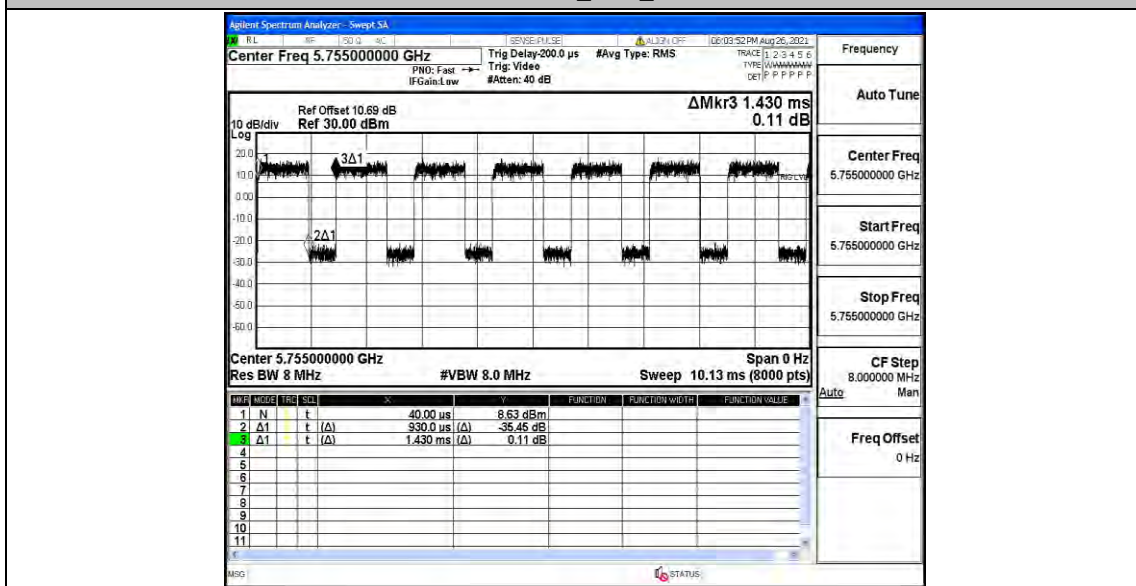 Agilent Spectrum Analyzer - Swept SA
RL RF 50 Ω AC SENSE:PULSE ALIGN OFF 06:03:52 PM Aug 26, 2021
Center Freq 5.755000000 GHz
PNO: Fast
IFGain:Low
Trig Delay-200.0 µs
Trig: Video
#Atten: 40 dB
#Avg Type: RMS
TRACE 1 2 3 4 5 6
TYPE WWWWWW
DET P P P P P P
Frequency
Auto Tune
Center Freq
5.755000000 GHz
Start Freq
5.755000000 GHz
Stop Freq
5.755000000 GHz
CF Step
8.000000 MHz
Auto Man
Freq Offset
0 Hz
ΔMkr3 1.430 ms
0.11 dB
Ref Offset 10.69 dB
10 dB/div Ref 30.00 dBm
Log
20.0
10.0
0.00
-10.0
-20.0
-30.0
-40.0
-50.0
-60.0
1
3Δ1
2Δ1
TRIG LVL
Center 5.755000000 GHz Span 0 Hz
Res BW 8 MHz #VBW 8.0 MHz Sweep 10.13 ms (8000 pts)
MKR MODE TRC SCL X Y FUNCTION FUNCTION WIDTH FUNCTION VALUE
1 N t 40.00 us 8.63 dBm
2 Δ1 t (Δ) 930.0 us (Δ) -35.45 dB
3 Δ1 t (Δ) 1.430 ms (Δ) 0.11 dB
4
5
6
7
8
9
10
11
MSG STATUS